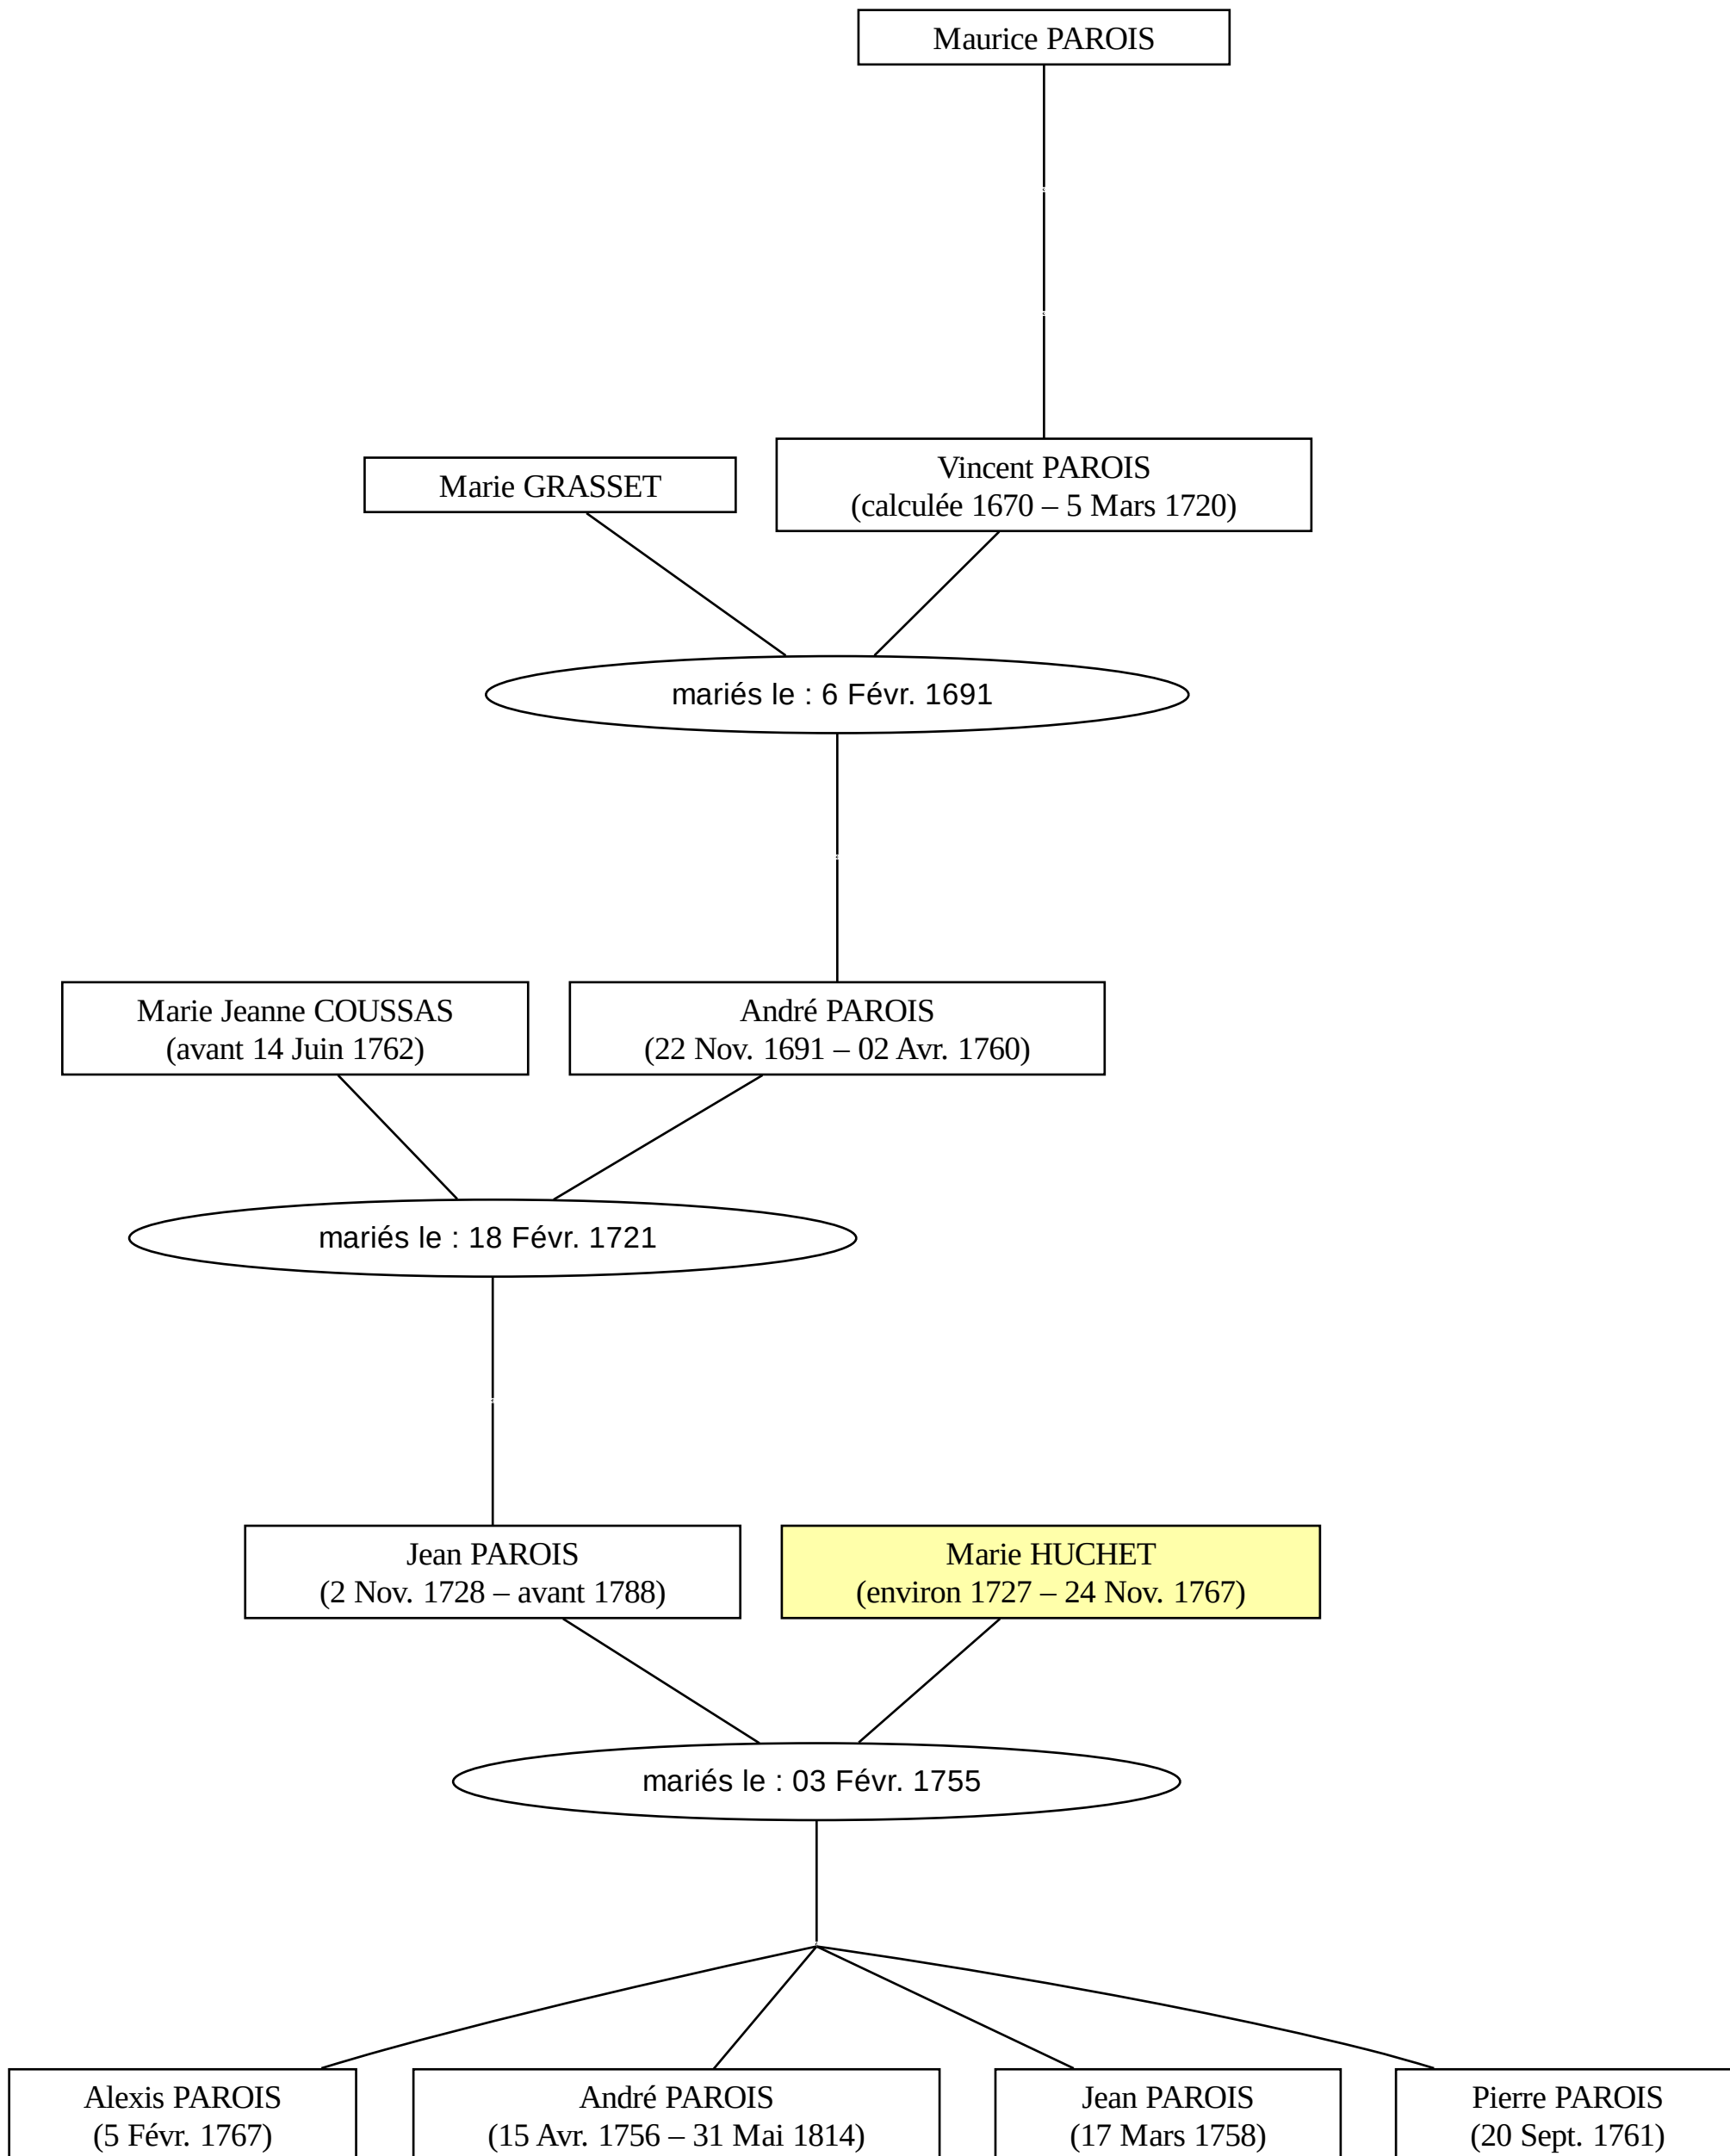 Maurice PAROIS
Marie GRASSET
Vincent PAROIS
(calculée 1670 – 5 Mars 1720)
mariés le : 6 Févr. 1691
Marie Jeanne COUSSAS
(avant 14 Juin 1762)
André PAROIS
(22 Nov. 1691 – 02 Avr. 1760)
mariés le : 18 Févr. 1721
Jean PAROIS
(2 Nov. 1728 – avant 1788)
Marie HUCHET
(environ 1727 – 24 Nov. 1767)
mariés le : 03 Févr. 1755
Alexis PAROIS
(5 Févr. 1767)
André PAROIS
(15 Avr. 1756 – 31 Mai 1814)
Jean PAROIS
(17 Mars 1758)
Pierre PAROIS
(20 Sept. 1761)